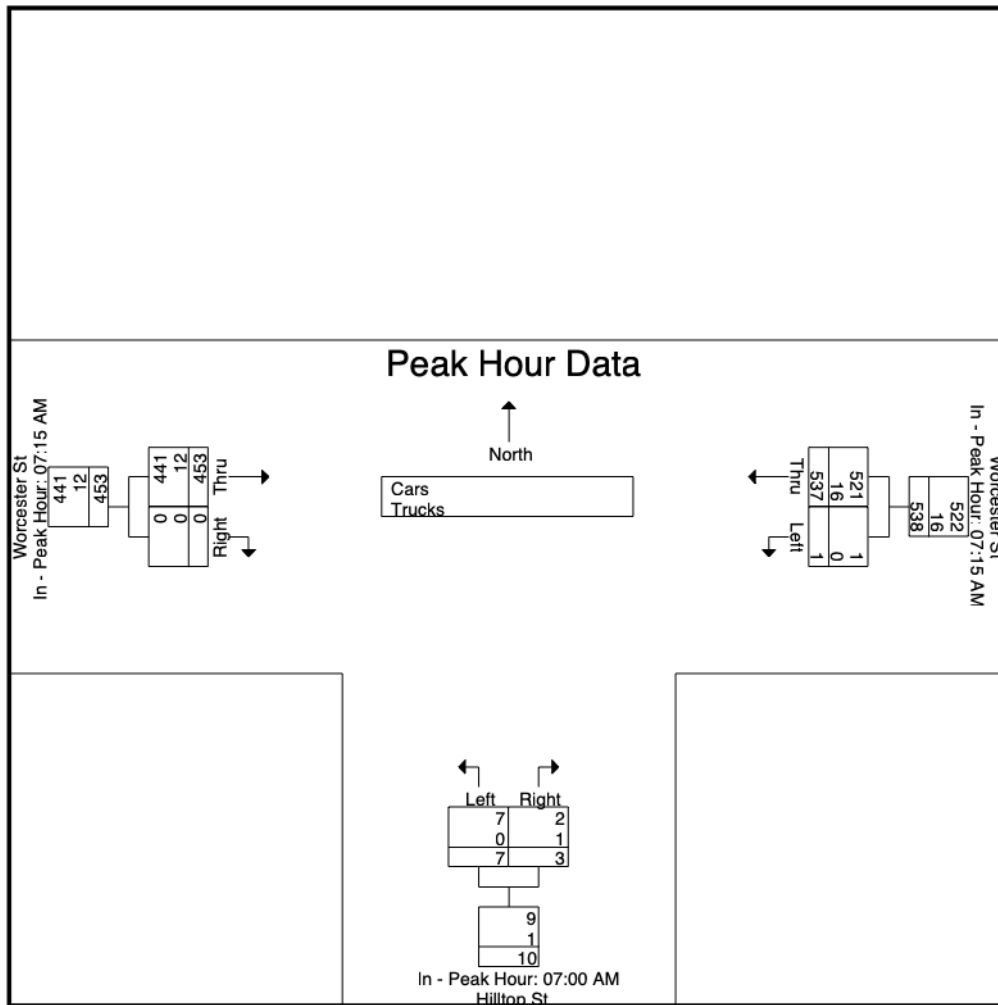 Peak Hour Data
North
Cars
Trucks
Worcester St
In - Peak Hour: 07:15 AM
441
12
453
441
12
453
Thru
0
0
0
Right
Worcester St
In - Peak Hour: 07:15 AM
522
16
538
521
16
537
Thru
1
0
1
Left
Left Right
7 2
0 1
7 3
9
1
10
In - Peak Hour: 07:00 AM
Hilltop St